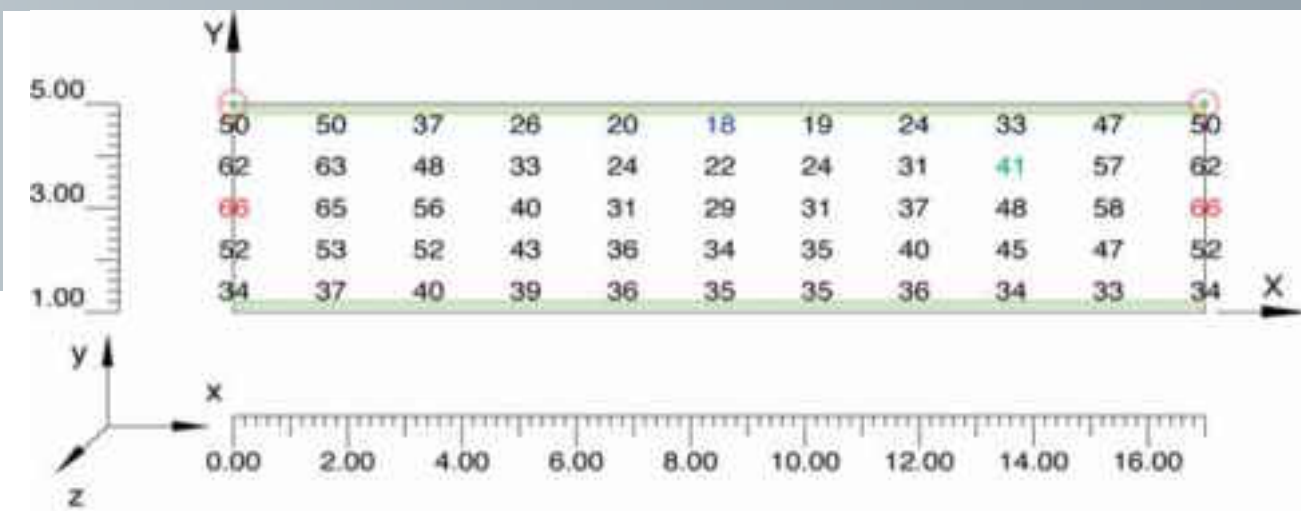 Y
5.00
50 50 37 26 20 18 19 24 33 47 50
62 63 48 33 24 22 24 31 41 57 62
3.00
66 65 56 40 31 29 31 37 48 58 66
52 53 52 43 36 34 35 40 45 47 52
1.00
34 37 40 39 36 35 35 36 34 33 34
X
y
x
z
0.00 2.00 4.00 6.00 8.00 10.00 12.00 14.00 16.00